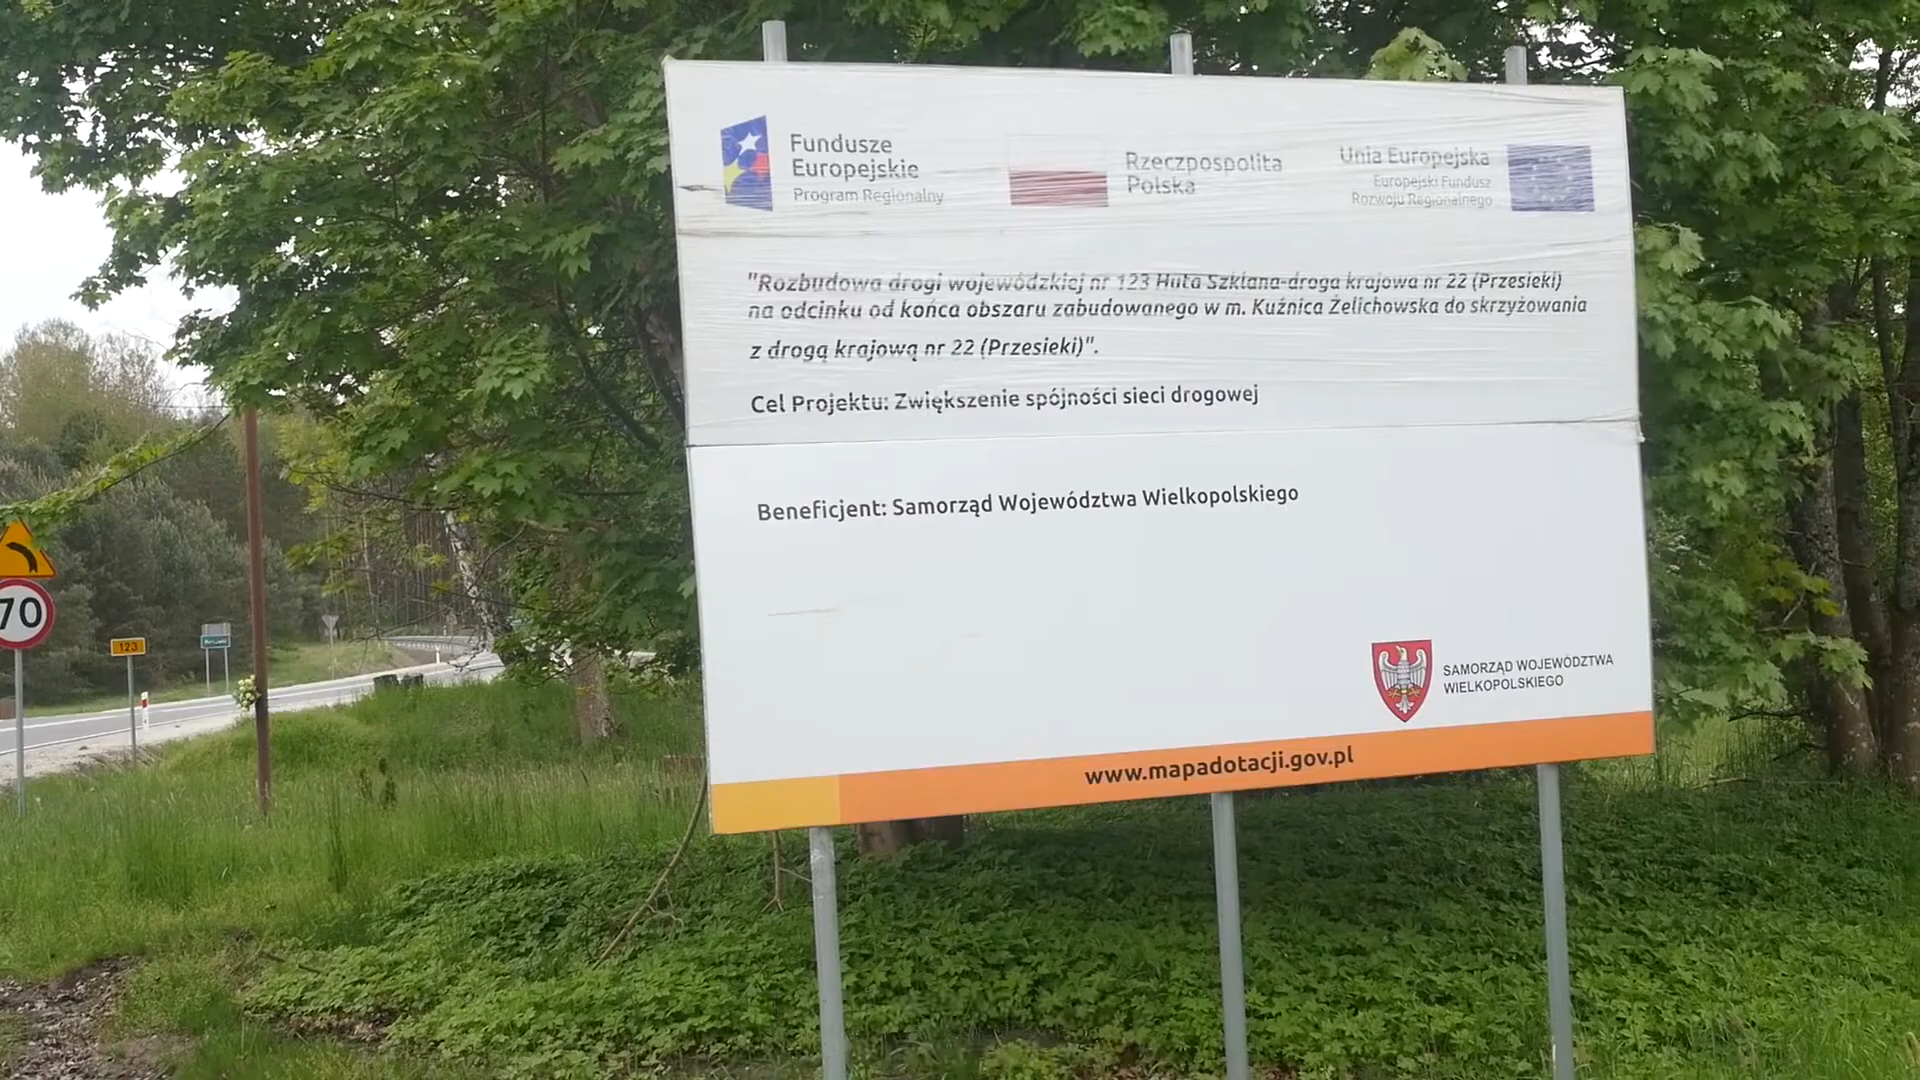 Fundusze
Europejskie
Program Regionalny
Rzeczpospolita
Polska
Unia Europejska
Europejski Fundusz
Rozwoju Regionalnego
"Rozbudowa drogi wojewódzkiej nr 123 Huta Szklana-droga krajowa nr 22 (Przesieki)
na odcinku od końca obszaru zabudowanego w m. Kuźnica Żelichowska do skrzyżowania
z drogą krajową nr 22 (Przesieki)".
Cel Projektu: Zwiększenie spójności sieci drogowej
Beneficjent: Samorząd Województwa Wielkopolskiego
SAMORZĄD WOJEWÓDZTWA
WIELKOPOLSKIEGO
www.mapadotacji.gov.pl
70
123